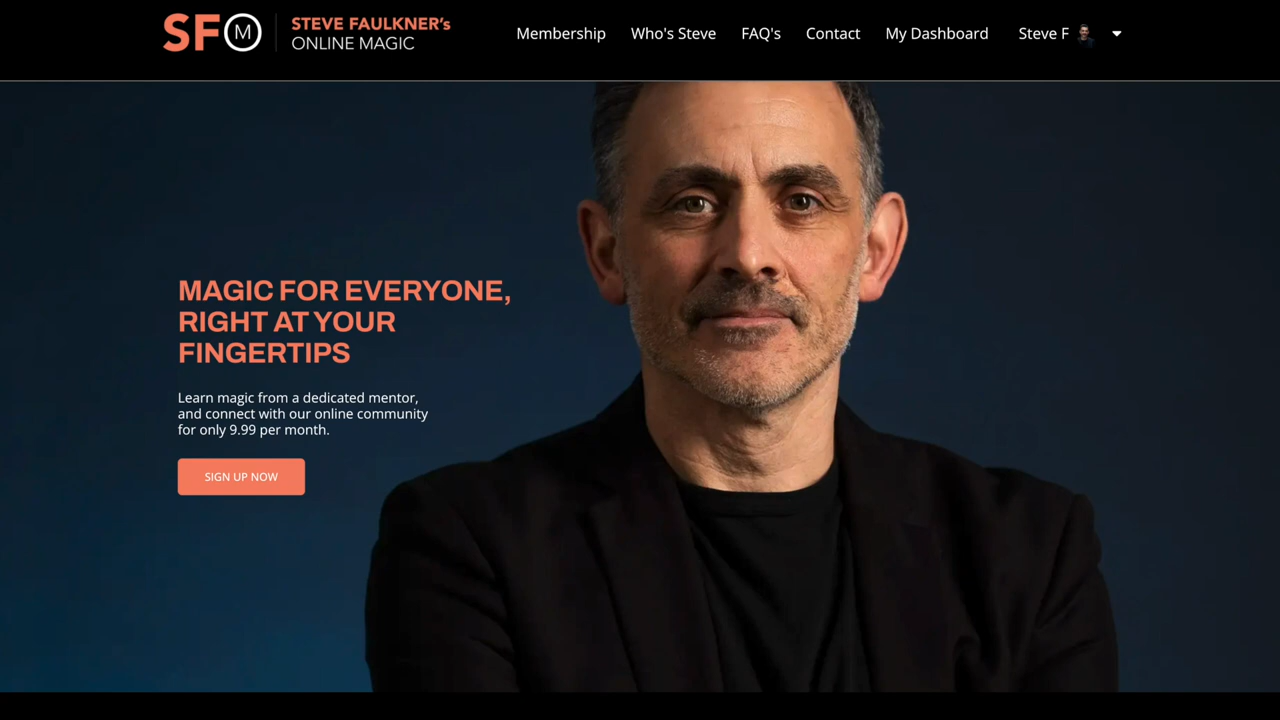 SFOM
STEVE FAULKNER's
ONLINE MAGIC
Membership Who's Steve FAQ's Contact My Dashboard Steve F
MAGIC FOR EVERYONE,
RIGHT AT YOUR
FINGERTIPS
Learn magic from a dedicated mentor,
and connect with our online community
for only 9.99 per month.
SIGN UP NOW